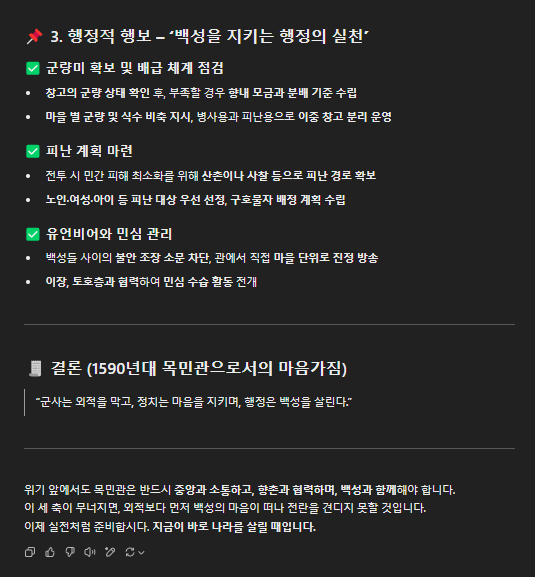 📌 3. 행정적 행보 – ‘백성을 지키는 행정의 실천’
✅ 군량미 확보 및 배급 체계 점검
• 창고의 군량 상태 확인 후, 부족할 경우 향내 모금과 분배 기준 수립
• 마을 별 군량 및 식수 비축 지시, 병사용과 피난용으로 이중 창고 분리 운영
✅ 피난 계획 마련
• 전투 시 민간 피해 최소화를 위해 산촌이나 사찰 등으로 피난 경로 확보
• 노인·여성·아이 등 피난 대상 우선 선정, 구호물자 배정 계획 수립
✅ 유언비어와 민심 관리
• 백성들 사이의 불안 조장 소문 차단, 관에서 직접 마을 단위로 진정 방송
• 이장, 토호층과 협력하여 민심 수습 활동 전개
🧾 결론 (1590년대 목민관으로서의 마음가짐)
“군사는 외적을 막고, 정치는 마음을 지키며, 행정은 백성을 살린다.”
위기 앞에서도 목민관은 반드시 중앙과 소통하고, 향촌과 협력하며, 백성과 함께해야 합니다.
이 세 축이 무너지면, 외적보다 먼저 백성의 마음이 떠나 전란을 견디지 못할 것입니다.
이제 실전처럼 준비합시다. 지금이 바로 나라를 살릴 때입니다.